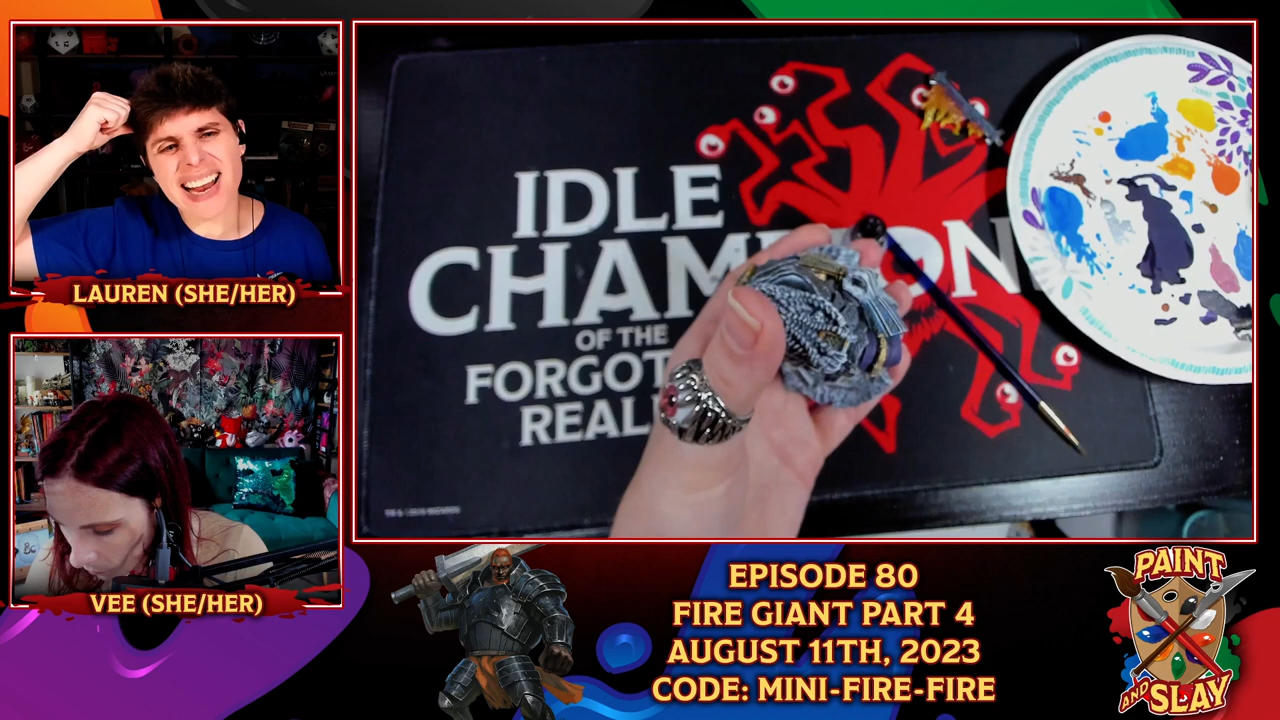 LAUREN (SHE/HER)
VEE (SHE/HER)
IDLE
CHAMPION
OF THE
FORGOT
REAL
EPISODE 80
FIRE GIANT PART 4
AUGUST 11TH, 2023
CODE: MINI-FIRE-FIRE
PAINT
AND SLAY